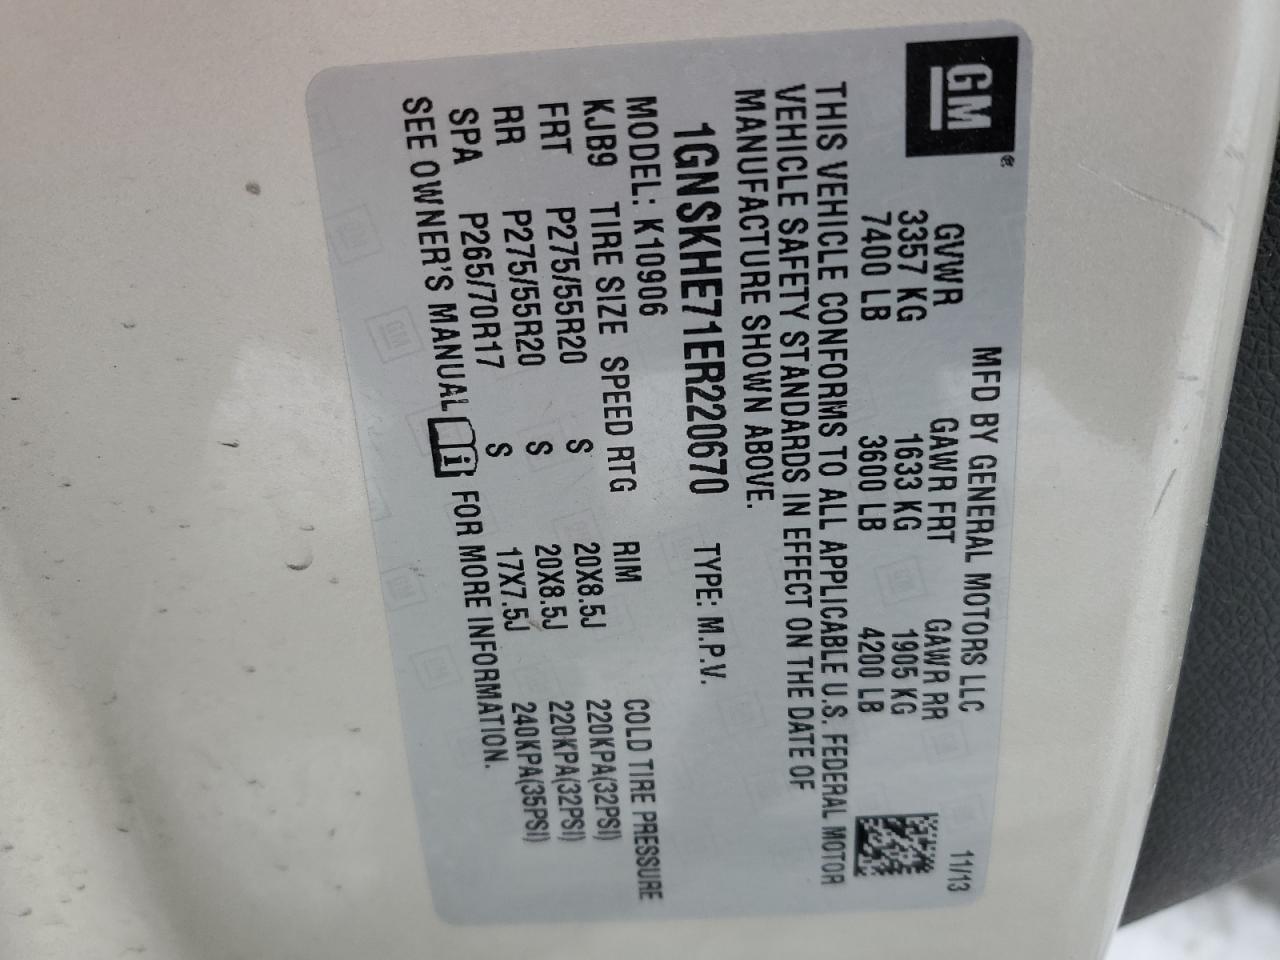 GM®
MFD BY GENERAL MOTORS LLC 11/13
GVWR GAWR FRT GAWR RR
3357 KG 1633 KG 1905 KG
7400 LB 3600 LB 4200 LB
THIS VEHICLE CONFORMS TO ALL APPLICABLE U.S. FEDERAL MOTOR
VEHICLE SAFETY STANDARDS IN EFFECT ON THE DATE OF
MANUFACTURE SHOWN ABOVE.
1GNSKHE71ER220670 TYPE: M.P.V.
MODEL: K10906
KJB9 TIRE SIZE SPEED RTG RIM COLD TIRE PRESSURE
FRT P275/55R20 S 20X8.5J 220KPA(32PSI)
RR P275/55R20 S 20X8.5J 220KPA(32PSI)
SPA P265/70R17 S 17X7.5J 240KPA(35PSI)
SEE OWNER'S MANUAL i FOR MORE INFORMATION.